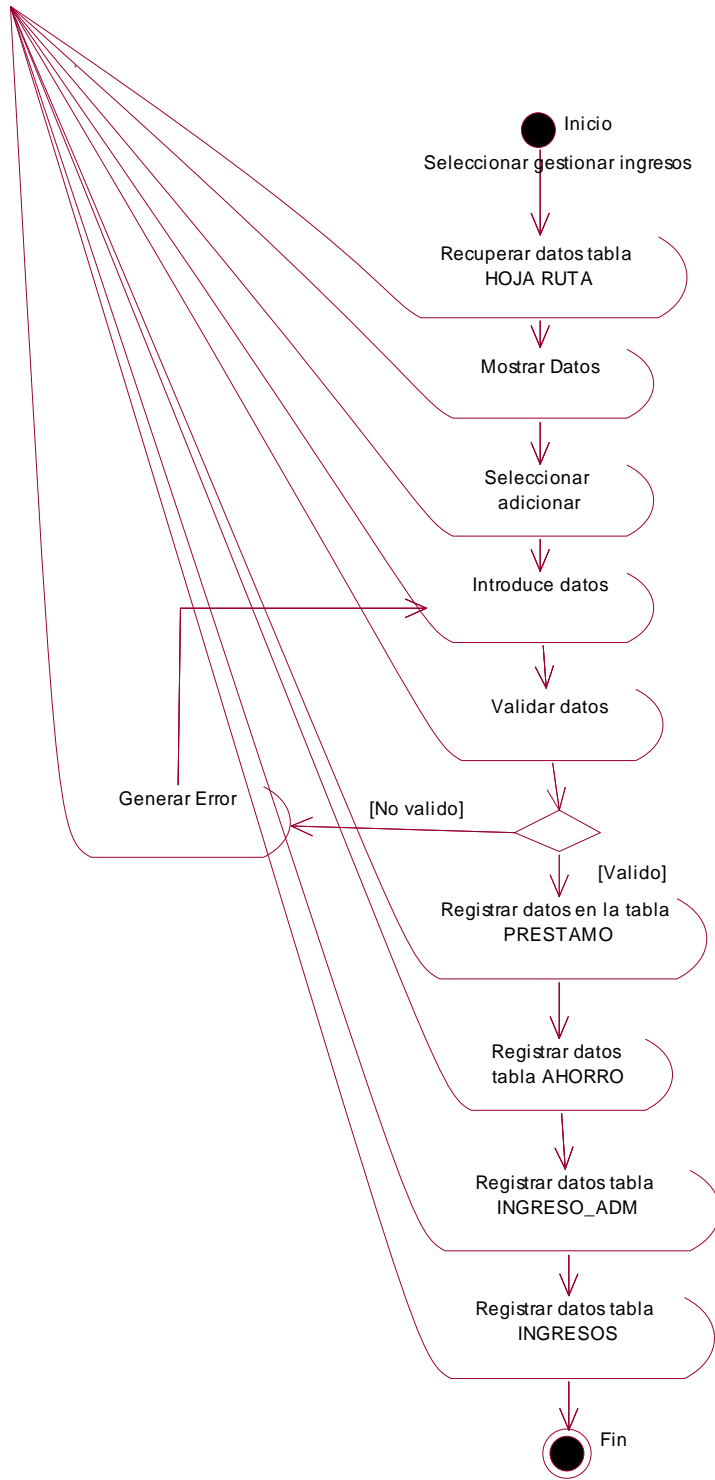 Inicio
Seleccionar gestionar ingresos
Recuperar datos tabla
HOJA RUTA
Mostrar Datos
Seleccionar
adicionar
Introduce datos
Validar datos
Generar Error
[No valido]
[Valido]
Registrar datos en la tabla
PRESTAMO
Registrar datos
tabla AHORRO
Registrar datos tabla
INGRESO_ADM
Registrar datos tabla
INGRESOS
Fin